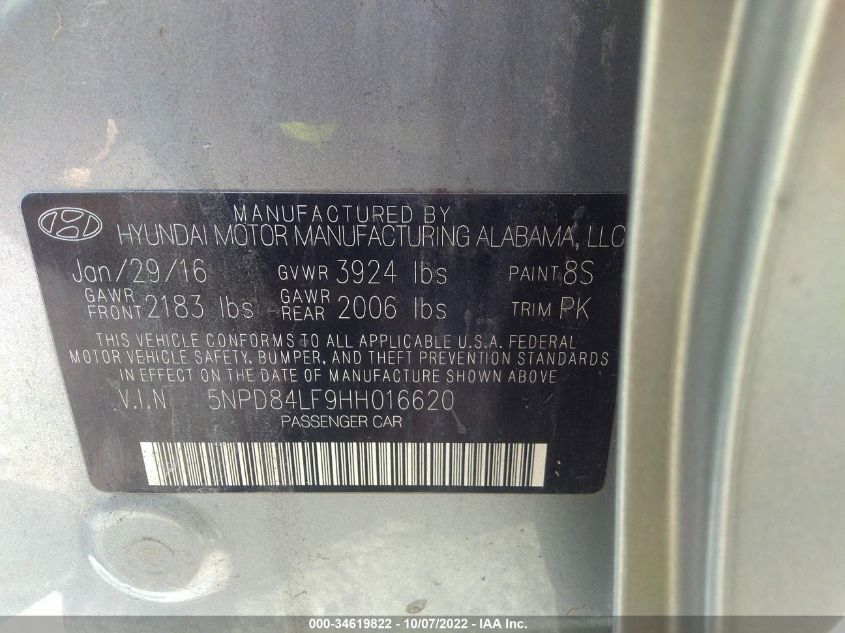 MANUFACTURED BY
HYUNDAI MOTOR MANUFACTURING ALABAMA, LLC
Jan/29/16 GVWR 3924 lbs PAINT 8S
GAWR FRONT 2183 lbs GAWR REAR 2006 lbs TRIM PK
THIS VEHICLE CONFORMS TO ALL APPLICABLE U.S.A. FEDERAL
MOTOR VEHICLE SAFETY, BUMPER, AND THEFT PREVENTION STANDARDS
IN EFFECT ON THE DATE OF MANUFACTURE SHOWN ABOVE
V.I.N 5NPD84LF9HH016620
PASSENGER CAR
000-34619822 - 10/07/2022 - IAA Inc.